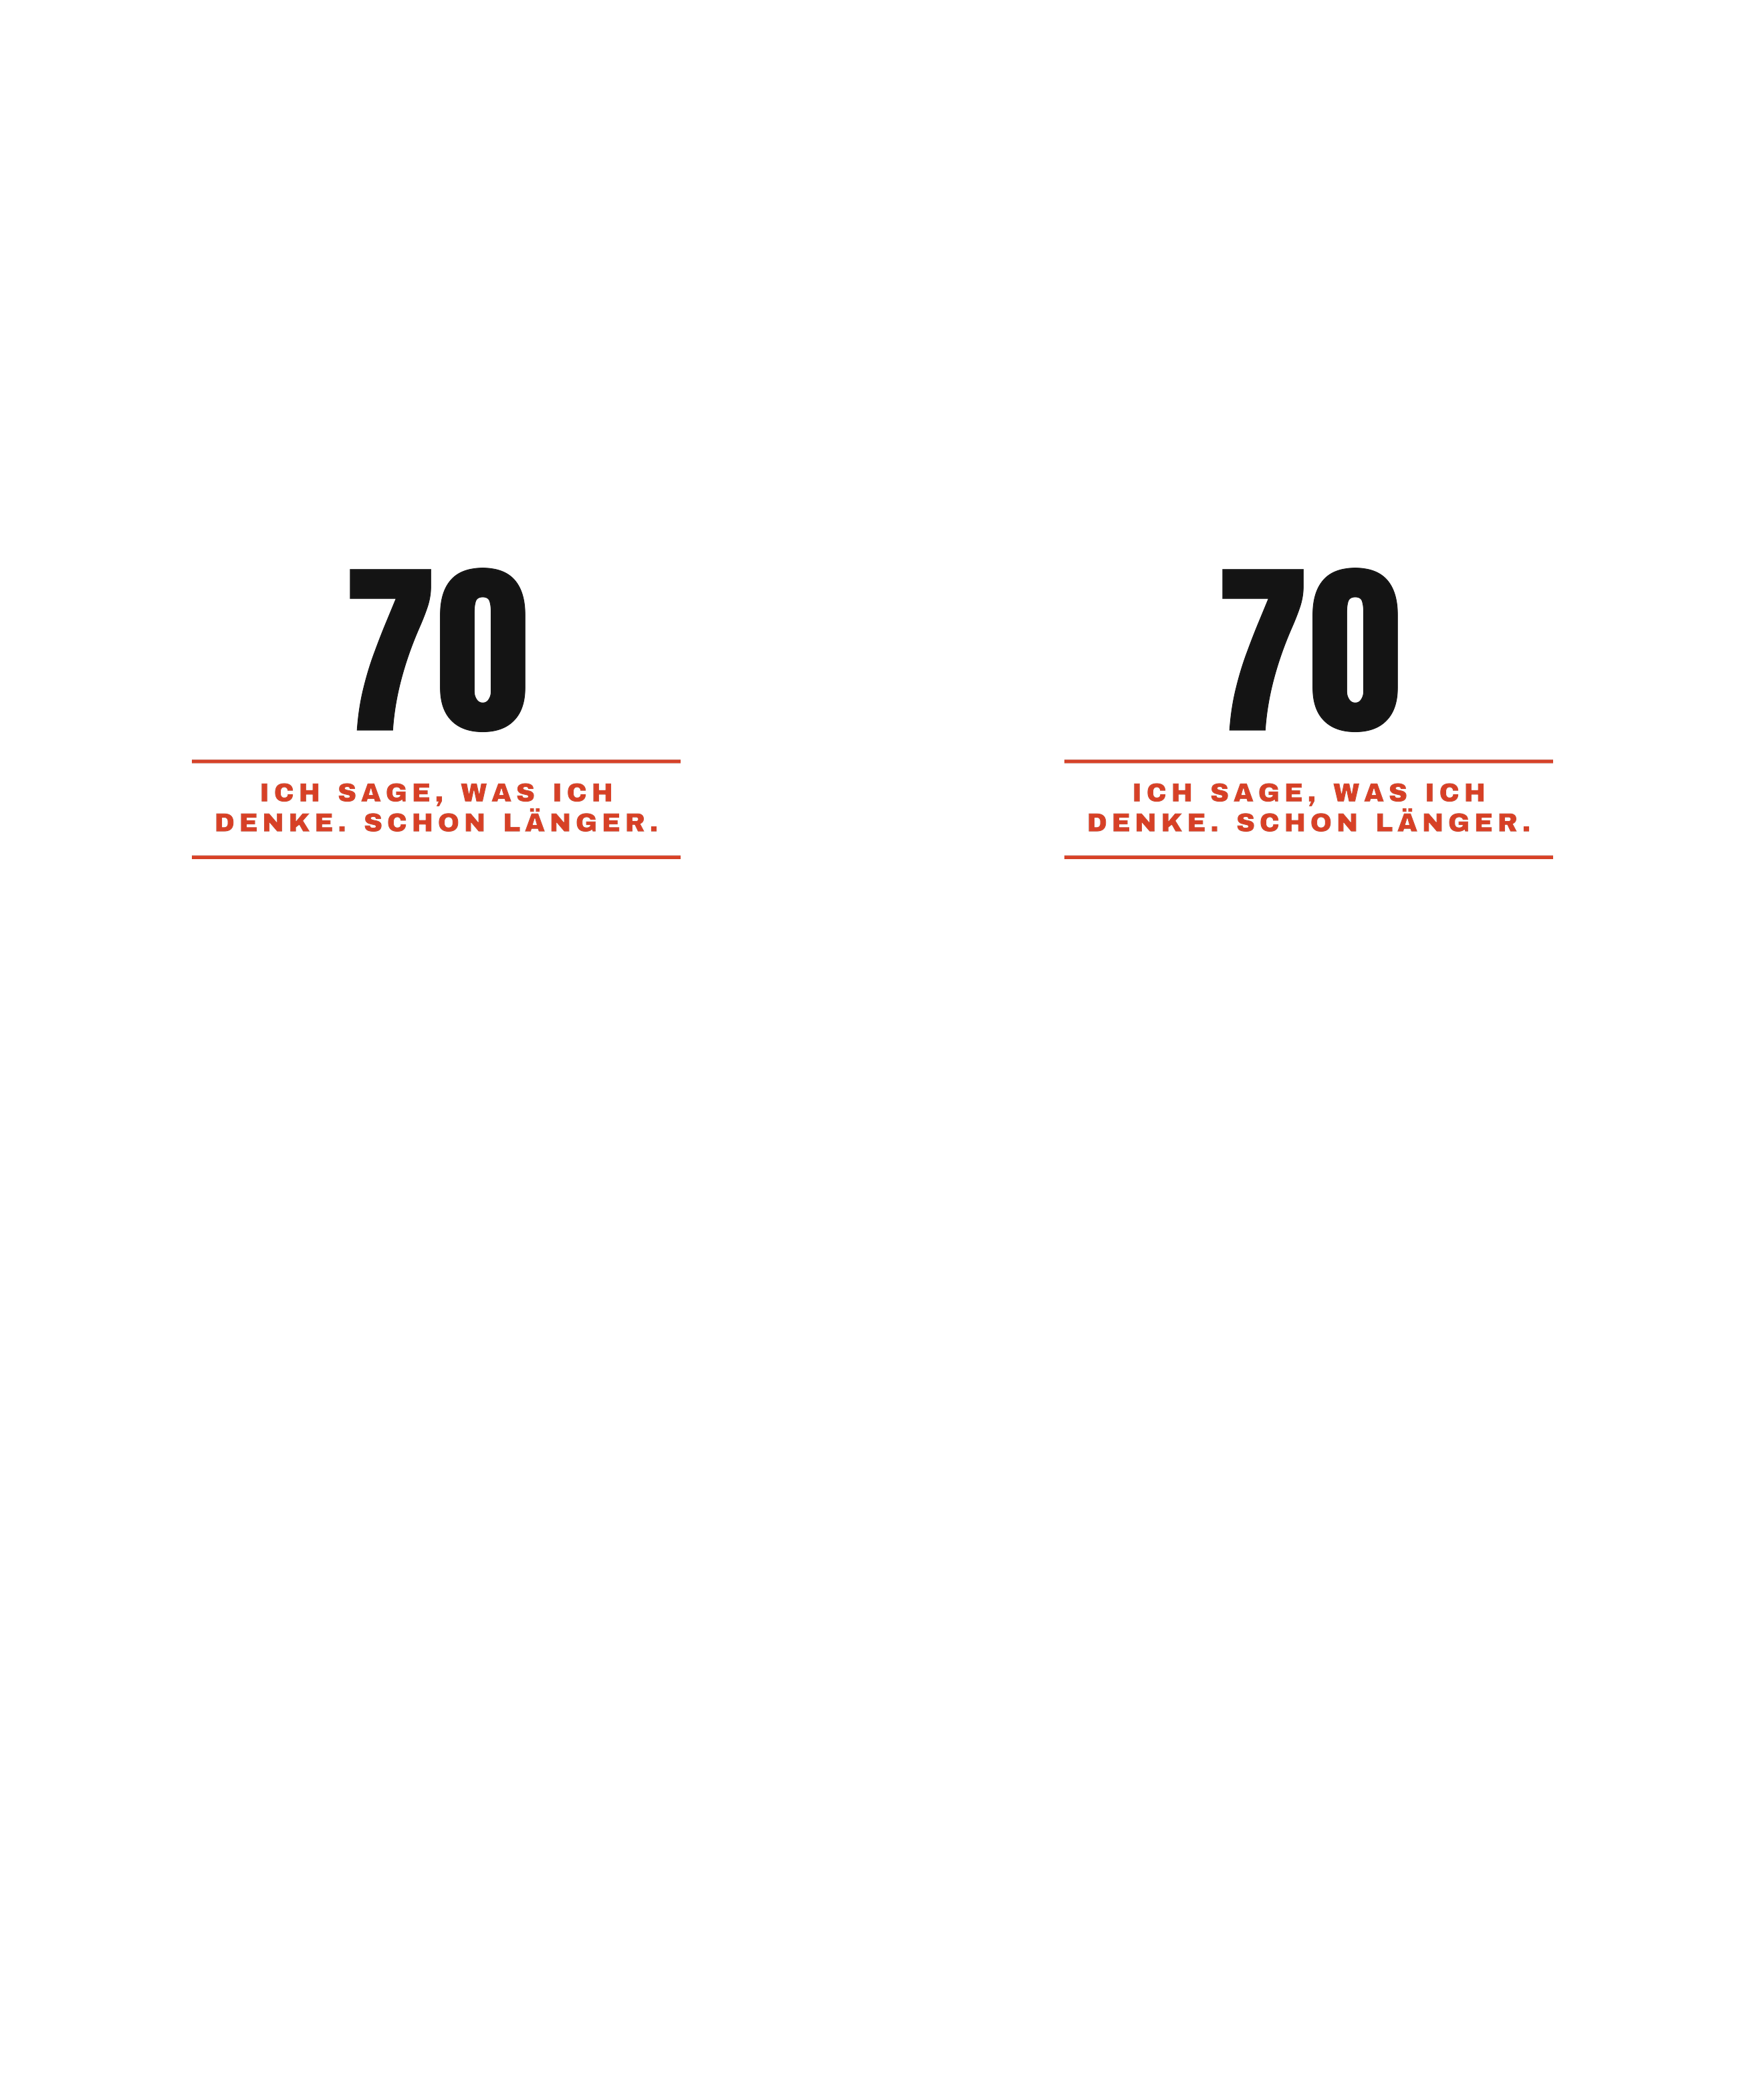 70
ICH SAGE, WAS ICH
DENKE. SCHON LÄNGER.
70
ICH SAGE, WAS ICH
DENKE. SCHON LÄNGER.